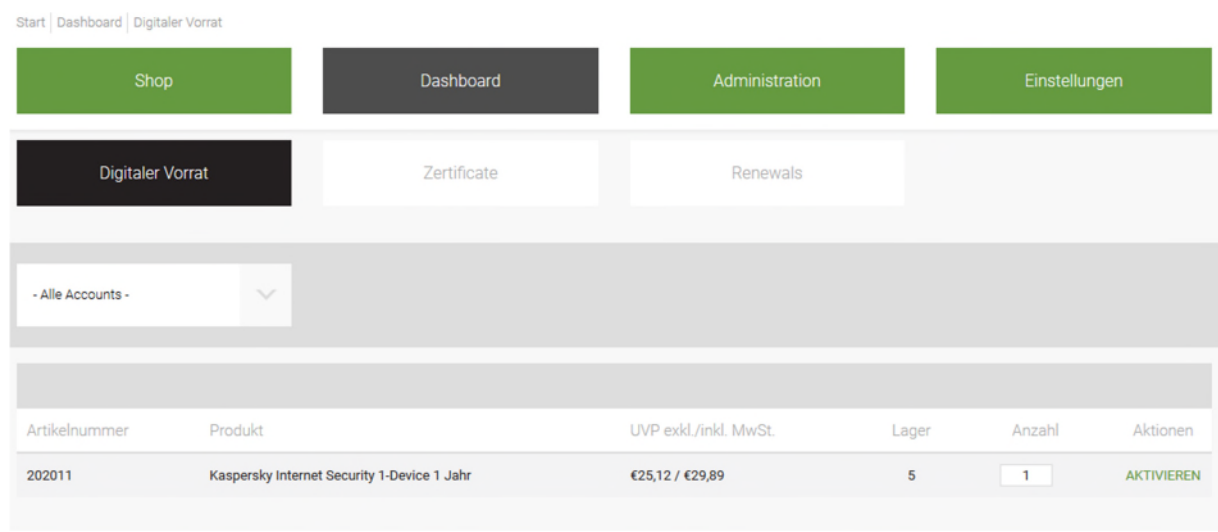 Start | Dashboard | Digitaler Vorrat
Shop Dashboard Administration Einstellungen
Digitaler Vorrat Zertificate Renewals
- Alle Accounts -
Artikelnummer Produkt UVP exkl./inkl. MwSt. Lager Anzahl Aktionen
202011 Kaspersky Internet Security 1-Device 1 Jahr €25,12 / €29,89 5 1 AKTIVIEREN